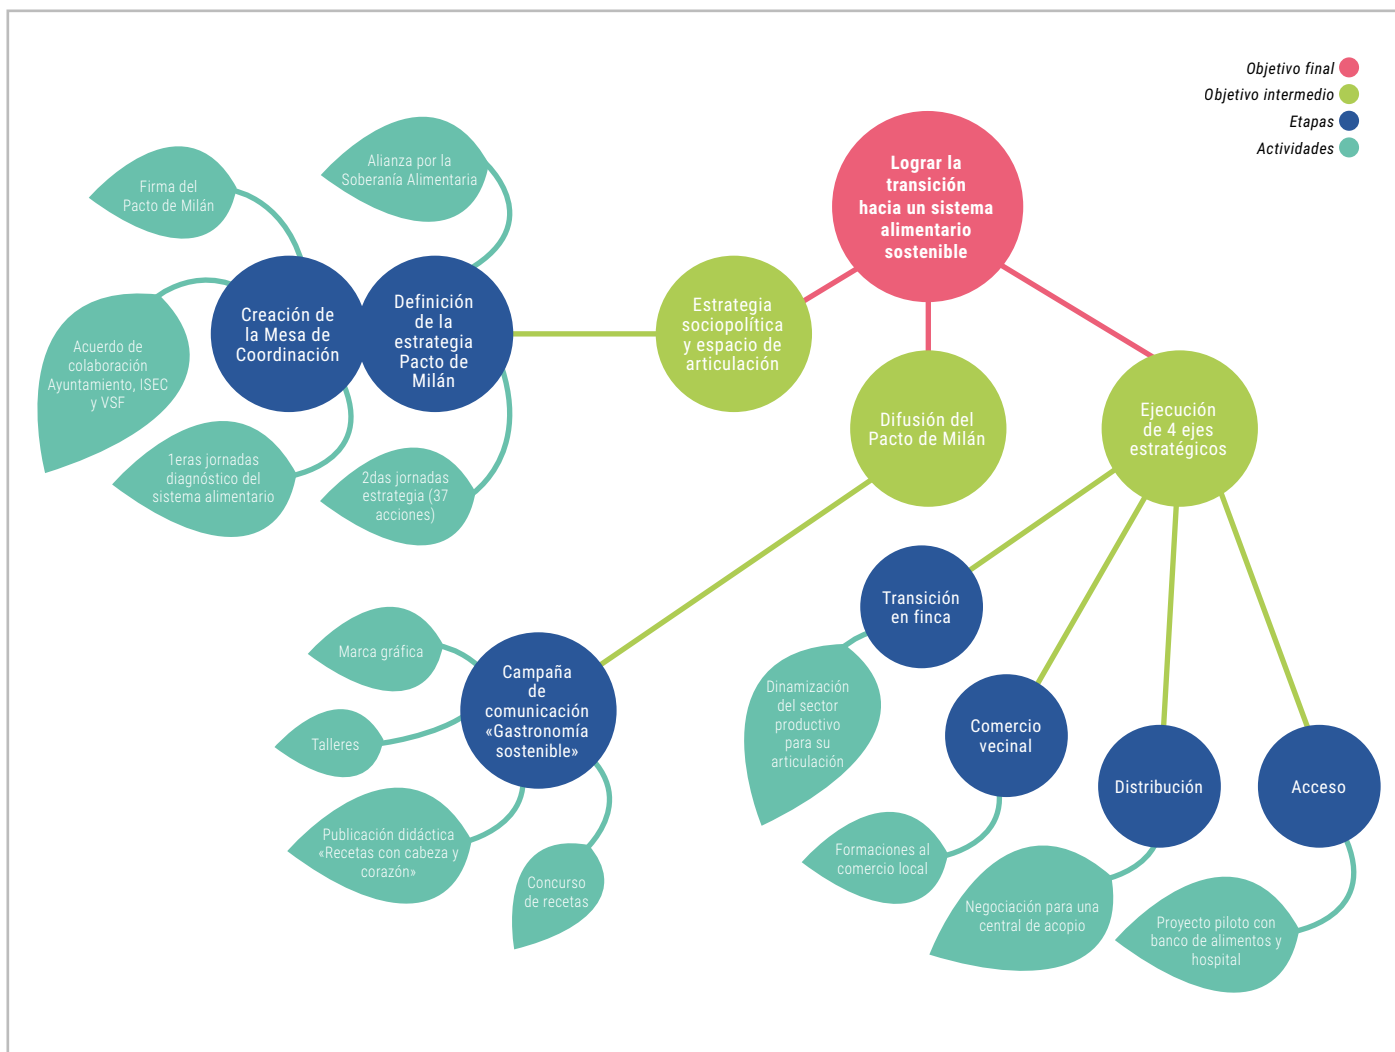 Objetivo final
Objetivo intermedio
Etapas
Actividades
Lograr la
transición
hacia un sistema
alimentario
sostenible
Alianza por la
Soberanía Alimentaria
Firma del
Pacto de Milán
Creación de
la Mesa de
Coordinación
Definición
de la
estrategia
Pacto de
Milán
Estrategia
sociopolítica
y espacio de
articulación
Acuerdo de
colaboración
Ayuntamiento, ISEC
y VSF
1eras jornadas
diagnóstico del
sistema alimentario
2das jornadas
estrategia (37
acciones)
Difusión del
Pacto de Milán
Ejecución
de 4 ejes
estratégicos
Marca gráfica
Talleres
Publicación didáctica
«Recetas con cabeza y
corazón»
Campaña
de
comunicación
«Gastronomía
sostenible»
Concurso
de recetas
Transición
en finca
Dinamización
del sector
productivo
para su
articulación
Comercio
vecinal
Formaciones al
comercio local
Distribución
Negociación para una
central de acopio
Acceso
Proyecto piloto con
banco de alimentos y
hospital